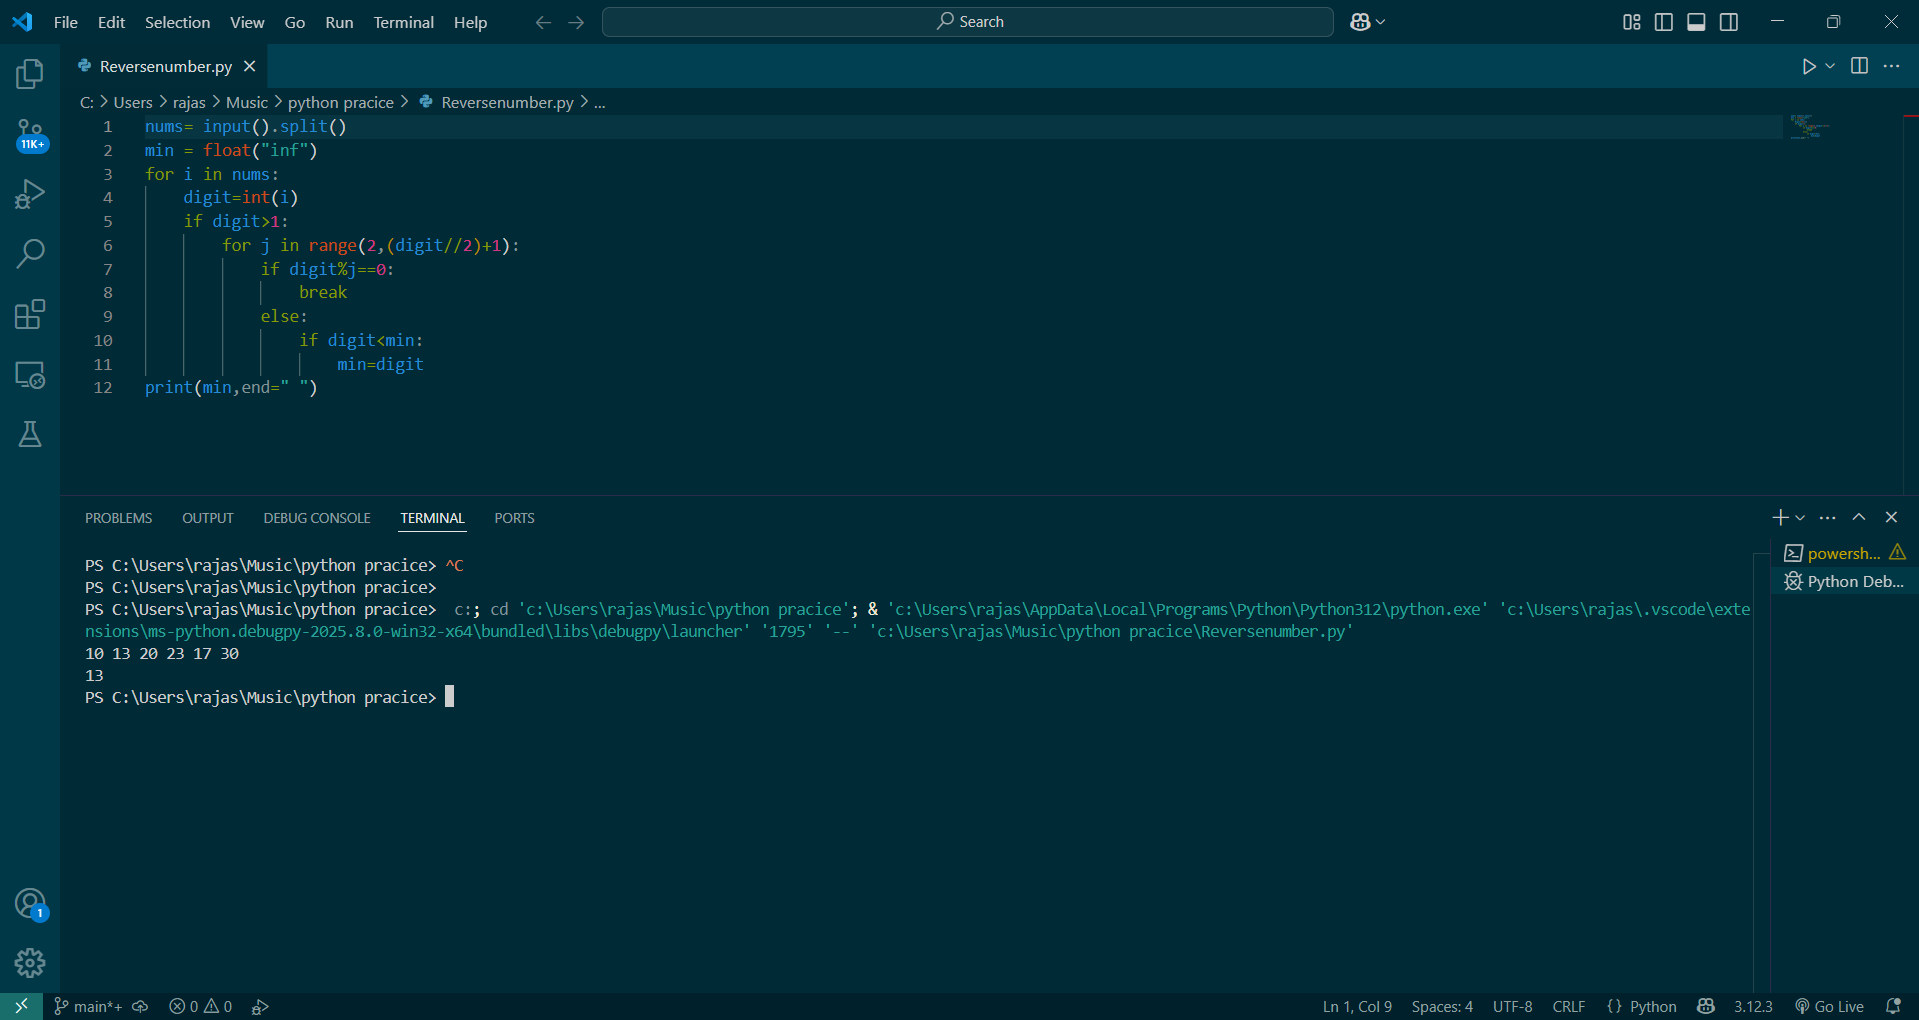 File Edit Selection View Go Run Terminal Help
Search
Reversenumber.py
C: > Users > rajas > Music > python pracice > Reversenumber.py > ...
11K+
1 nums= input().split()
2 min = float("inf")
3 for i in nums:
4     digit=int(i)
5     if digit>1:
6         for j in range(2,(digit//2)+1):
7             if digit%j==0:
8                 break
9             else:
10                 if digit<min:
11                     min=digit
12 print(min,end=" ")
PROBLEMS OUTPUT DEBUG CONSOLE TERMINAL PORTS
powersh...
Python Deb...
PS C:\Users\rajas\Music\python pracice> ^C
PS C:\Users\rajas\Music\python pracice>
PS C:\Users\rajas\Music\python pracice>  c:; cd 'c:\Users\rajas\Music\python pracice'; & 'c:\Users\rajas\AppData\Local\Programs\Python\Python312\python.exe' 'c:\Users\rajas\.vscode\exte
nsions\ms-python.debugpy-2025.8.0-win32-x64\bundled\libs\debugpy\launcher' '1795' '--' 'c:\Users\rajas\Music\python pracice\Reversenumber.py'
10 13 20 23 17 30
13
PS C:\Users\rajas\Music\python pracice>
1
main*+ 0 0 Ln 1, Col 9 Spaces: 4 UTF-8 CRLF {} Python 3.12.3 Go Live